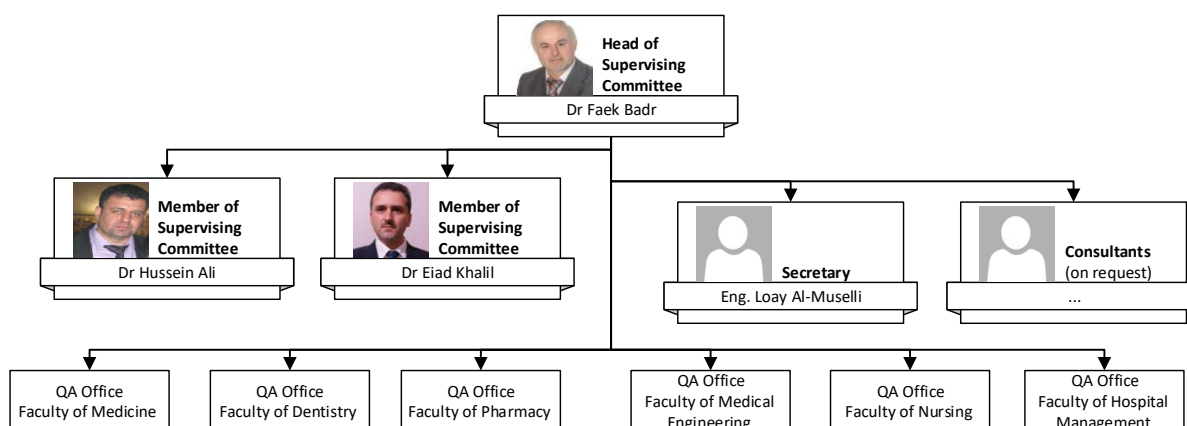 Head of
Supervising
Committee
Dr Faek Badr
Member of
Supervising
Committee
Dr Hussein Ali
Member of
Supervising
Committee
Dr Eiad Khalil
Secretary
Eng. Loay Al-Muselli
Consultants
(on request)
...
QA Office
Faculty of Medicine
QA Office
Faculty of Dentistry
QA Office
Faculty of Pharmacy
QA Office
Faculty of Medical
Engineering
QA Office
Faculty of Nursing
QA Office
Faculty of Hospital
Management